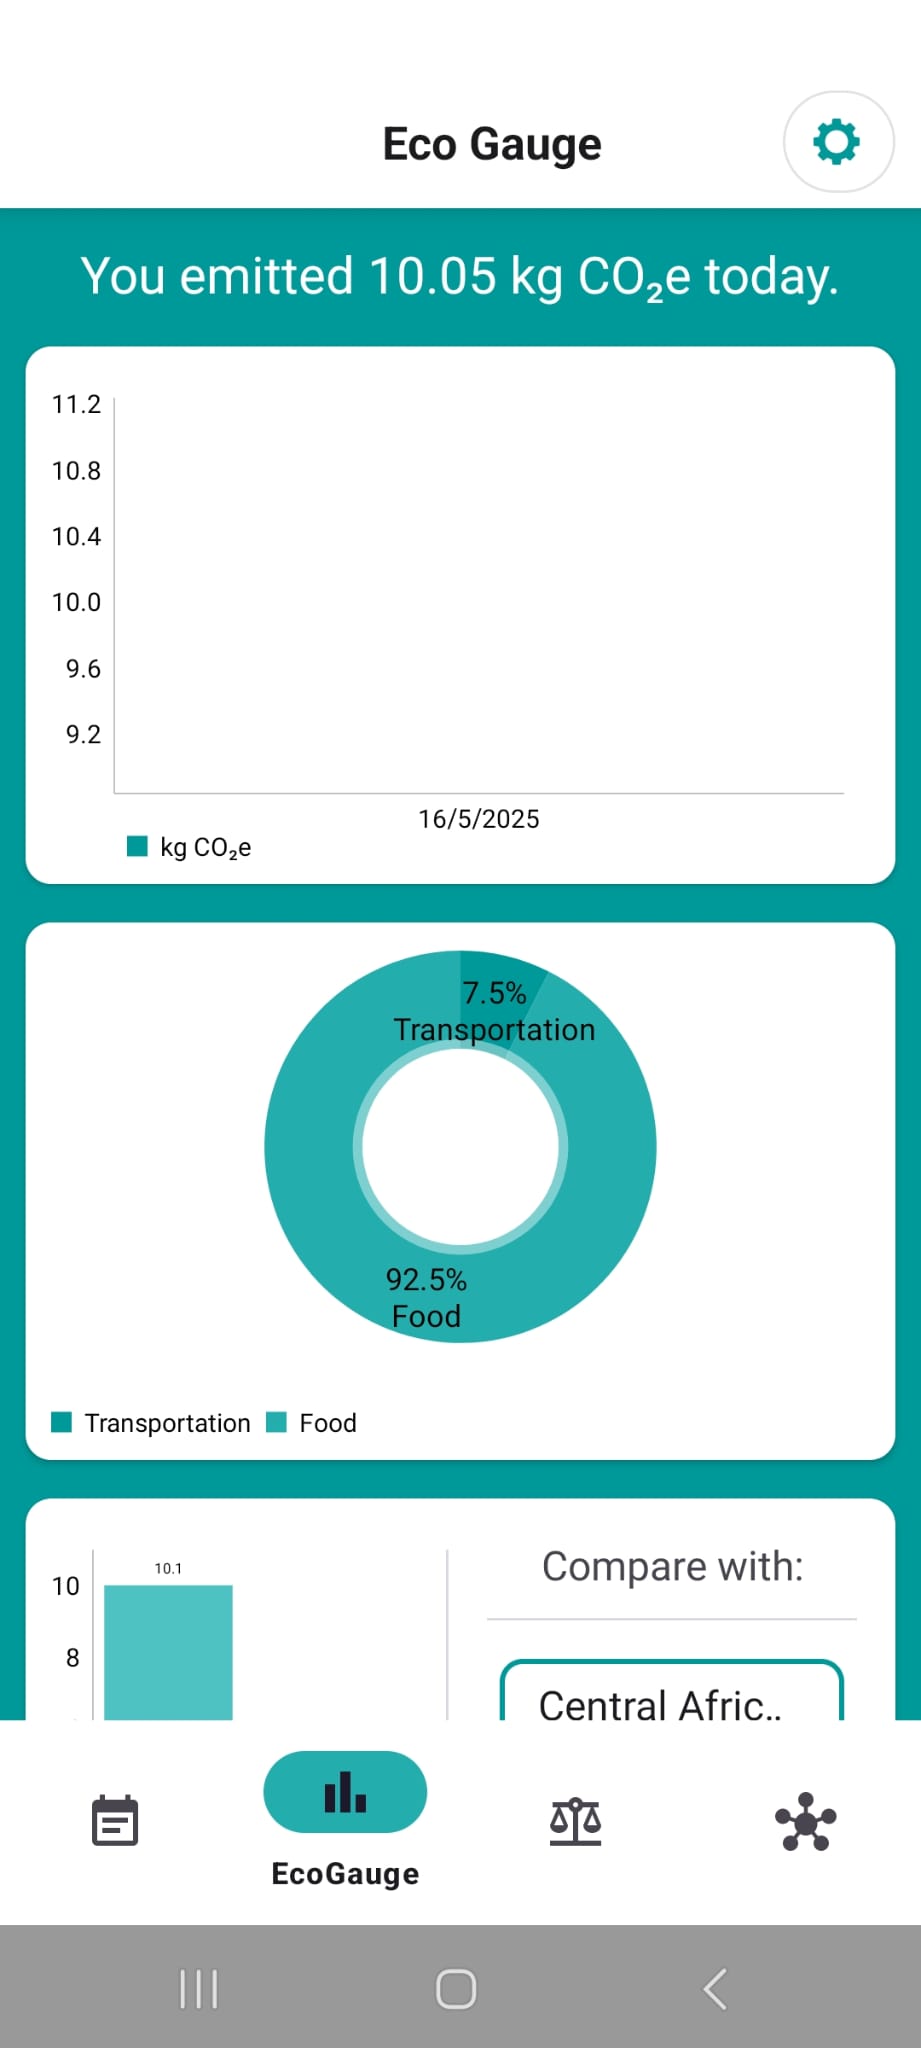 Eco Gauge
You emitted 10.05 kg CO₂e today.
11.2
10.8
10.4
10.0
9.6
9.2
16/5/2025
kg CO₂e
7.5%
Transportation
92.5%
Food
Transportation Food
10.1
10
8
Compare with:
Central Afric..
EcoGauge